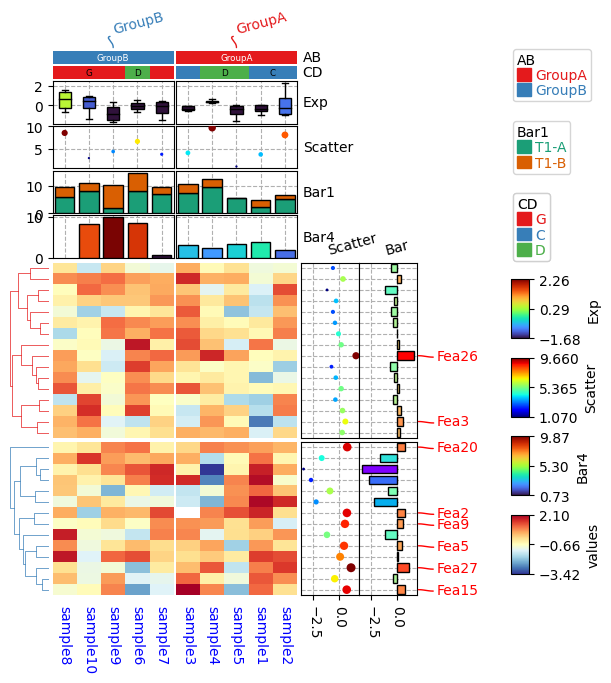 GroupB
GroupA
GroupB
GroupA
AB
G
D
D
C
CD
2
0
Exp
10
5
Scatter
10
0
Bar1
10
0
Bar4
Scatter
Bar
Fea26
Fea3
Fea20
Fea2
Fea9
Fea5
Fea27
Fea15
sample8
sample10
sample9
sample6
sample7
sample3
sample4
sample5
sample1
sample2
−2.5
0.0
−2.5
0.0
AB
GroupA
GroupB
Bar1
T1-A
T1-B
CD
G
C
D
2.26
0.29
−1.68
Exp
9.660
5.365
1.070
Scatter
9.87
5.30
0.73
Bar4
2.10
−0.66
−3.42
values